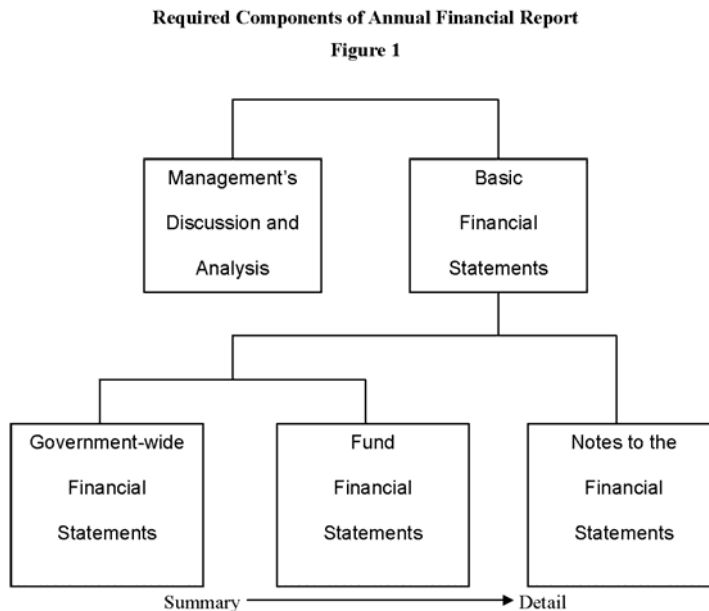 Required Components of Annual Financial Report
Figure 1
Management's
Discussion and
Analysis
Basic
Financial
Statements
Government-wide
Financial
Statements
Fund
Financial
Statements
Notes to the
Financial
Statements
Summary
Detail